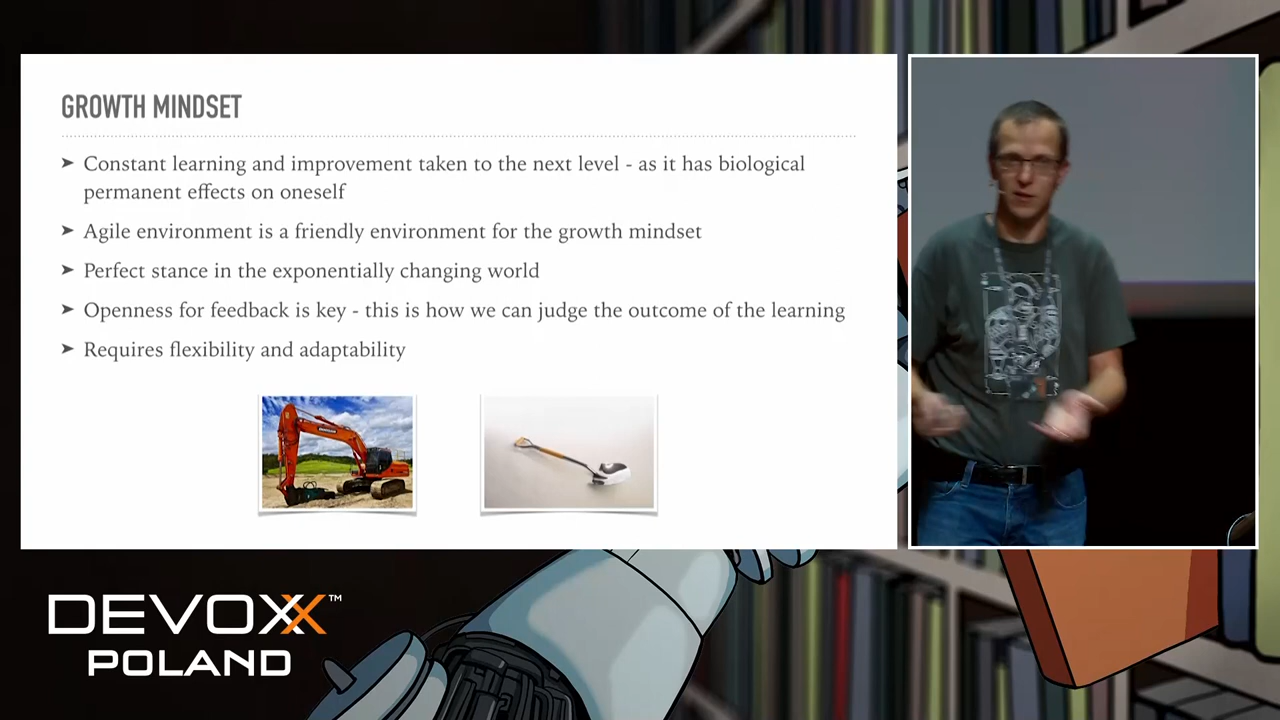 GROWTH MINDSET
➤ Constant learning and improvement taken to the next level - as it has biological
permanent effects on oneself
➤ Agile environment is a friendly environment for the growth mindset
➤ Perfect stance in the exponentially changing world
➤ Openness for feedback is key - this is how we can judge the outcome of the learning
➤ Requires flexibility and adaptability
DEVOXX™
POLAND